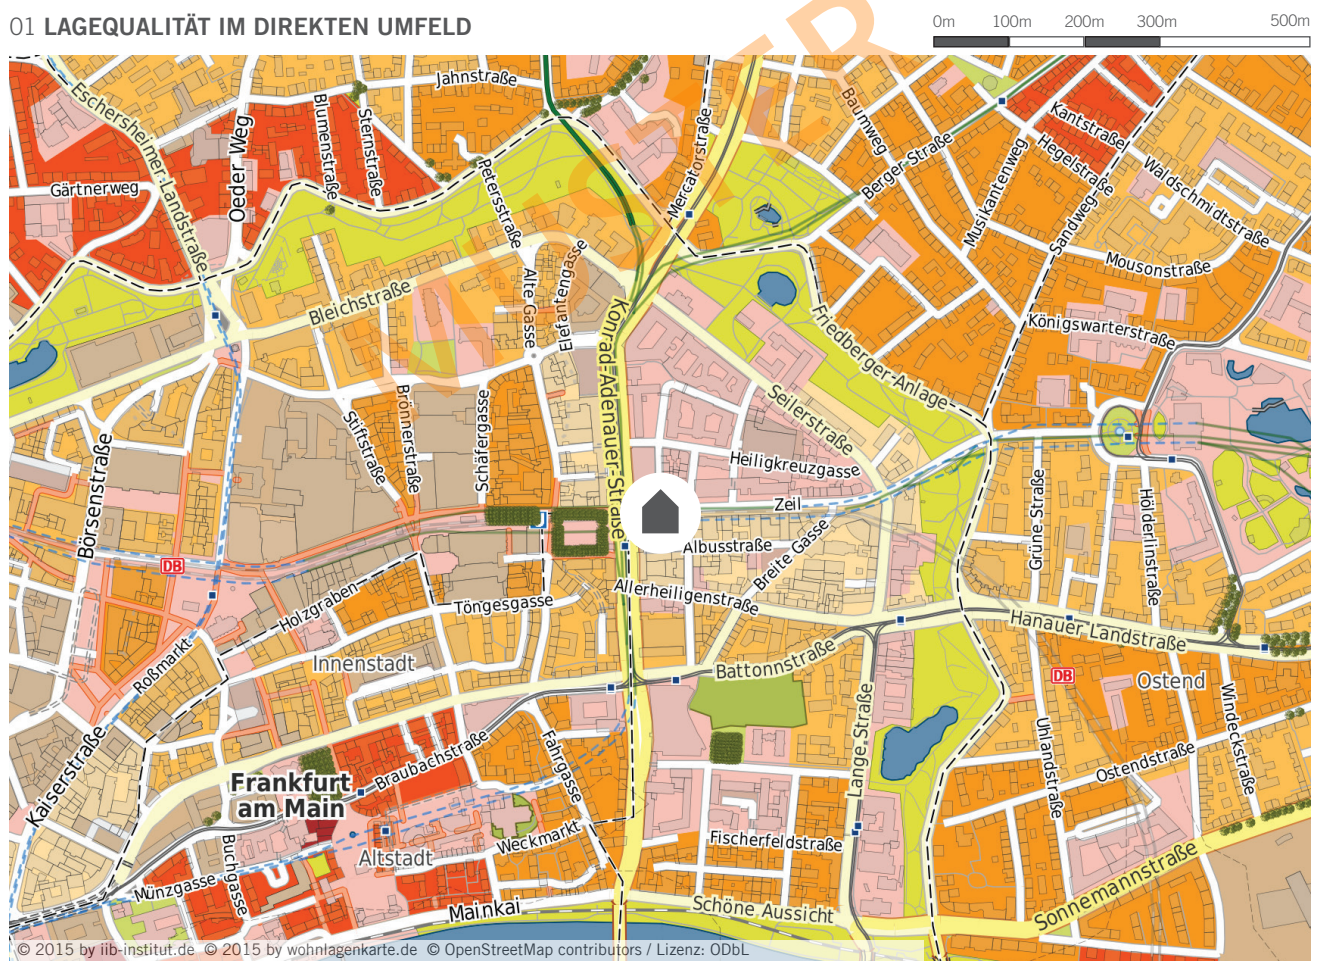 01 LAGEQUALITÄT IM DIREKTEN UMFELD
0m 100m 200m 300m 500m
MUSTER
Jahnstraße
Eschersheimer-Landstraße
Oeder Weg
Blumenstraße
Sternstraße
Gärtnerweg
Petersstraße
Mercatorstraße
Baumweg
Berger-Straße
Musikantenweg
Kantstraße
Hegelstraße
Sandweg
Waldschmidtstraße
Mousonstraße
Königswarterstraße
Bleichstraße
Alte Gasse
Elefantengasse
Konrad-Adenauer-Straße
Friedberger-Anlage
Seilerstraße
Börsenstraße
Stiftstraße
Brönnerstraße
Schäfergasse
Heiligkreuzgasse
Zeil
Albusstraße
Breite Gasse
Allerheiligenstraße
Grüne Straße
Hölderlinstraße
DB
Holzgraben
Töngesgasse
Hanauer Landstraße
Innenstadt
Roßmarkt
Battonnstraße
DB
Ostend
Kaiserstraße
Braubachstraße
Fahrgasse
Lange-Straße
Uhlandstraße
Windeckstraße
Ostendstraße
Frankfurt
am Main
Altstadt
Weckmarkt
Fischerfeldstraße
Buchgasse
Münzgasse
Mainkai
Schöne Aussicht
Sonnemannstraße
© 2015 by iib-institut.de © 2015 by wohnlagenkarte.de © OpenStreetMap contributors / Lizenz: ODbL